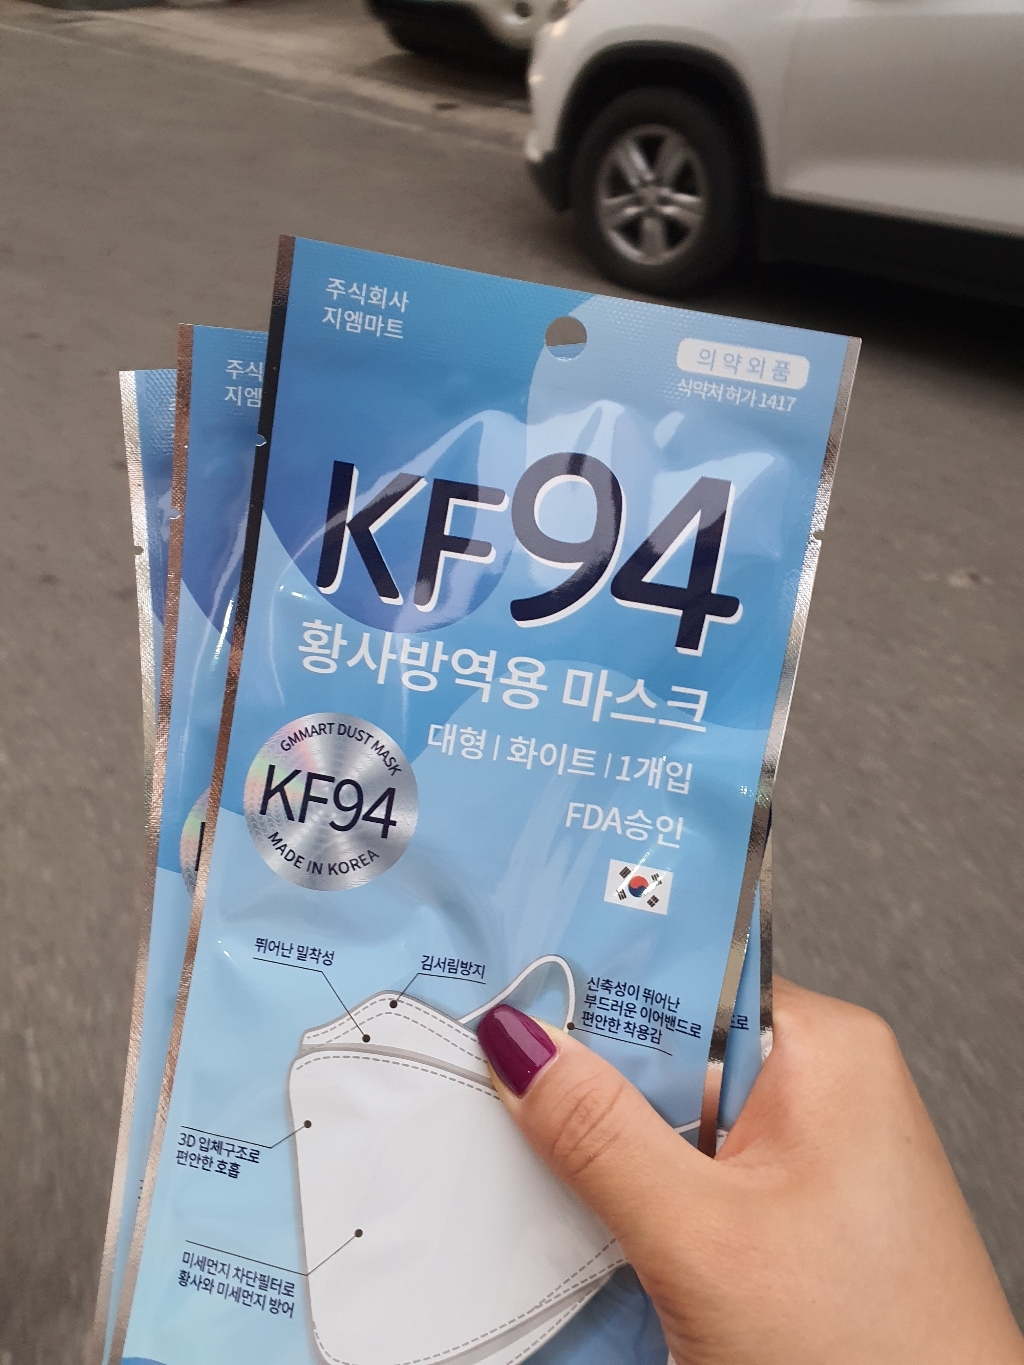 주식회사
지엠마트
의약외품
식약처 허가 1417
KF94
황사방역용 마스크
대형 | 화이트 | 1개입
FDA승인
GMMART DUST MASK
KF94
MADE IN KOREA
뛰어난 밀착성
김서림방지
신축성이 뛰어난
부드러운 이어밴드로
편안한 착용감
3D 입체구조로
편안한 호흡
미세먼지 차단필터로
황사와 미세먼지 방어
주식
지엠
로